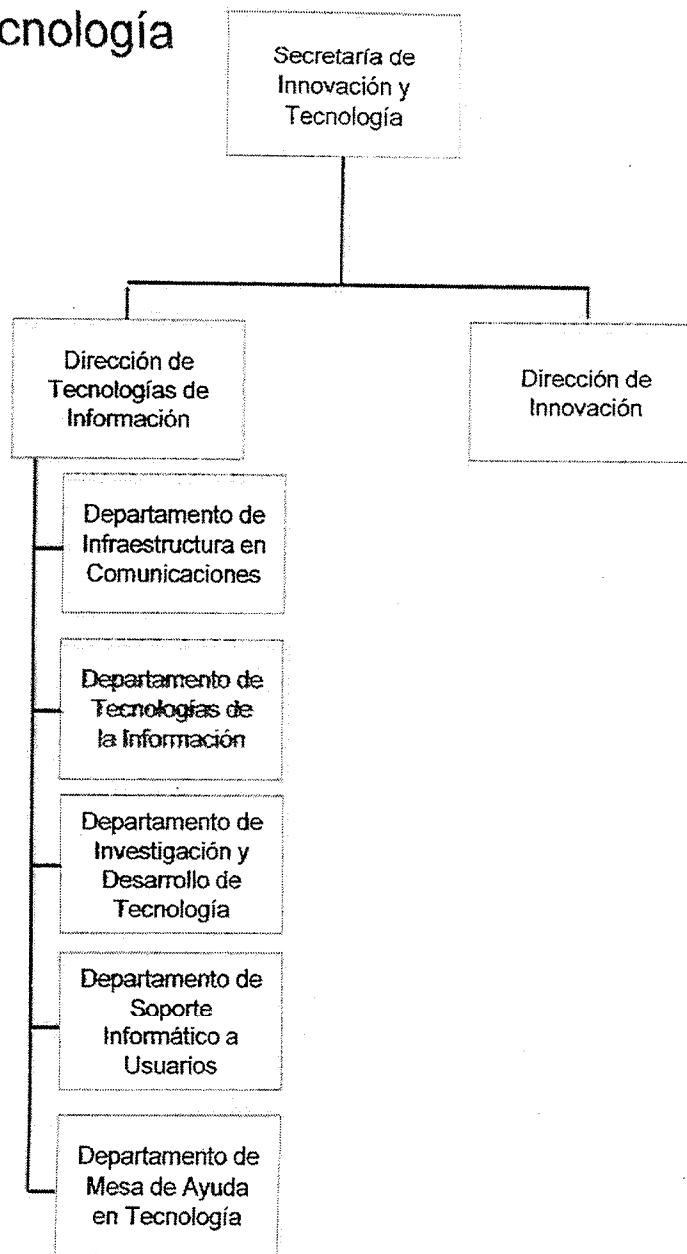 cnología
Secretaría de
Innovación y
Tecnología
Dirección de
Tecnologías de
Información
Dirección de
Innovación
Departamento de
Infraestructura en
Comunicaciones
Departamento de
Tecnologías de
la Información
Departamento de
Investigación y
Desarrollo de
Tecnología
Departamento de
Soporte
Informático a
Usuarios
Departamento de
Mesa de Ayuda
en Tecnología